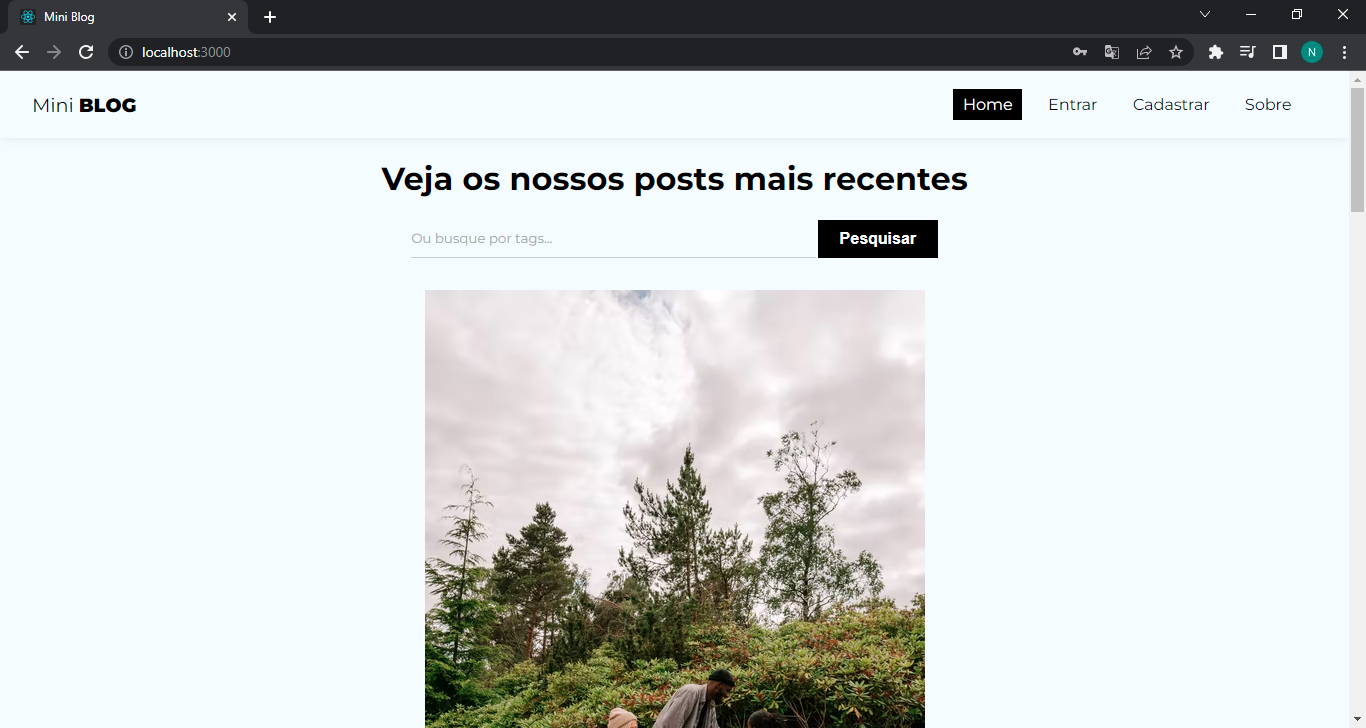 Mini Blog
localhost:3000
N
Mini BLOG
Home Entrar Cadastrar Sobre
Veja os nossos posts mais recentes
Ou busque por tags...
Pesquisar